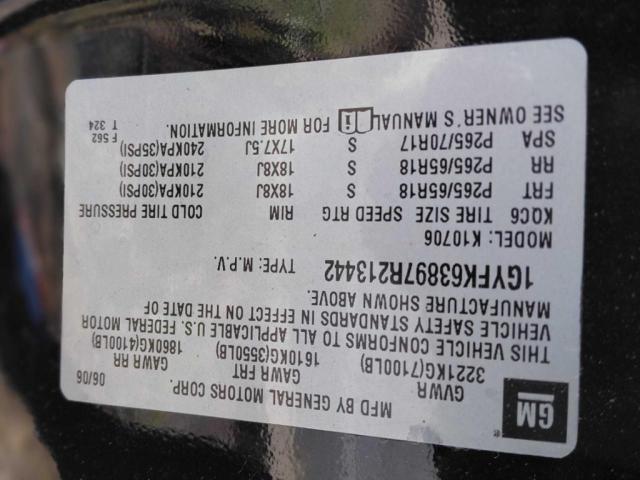 GM
MFD BY GENERAL MOTORS CORP. 06/06
GVWR GAWR FRT GAWR RR
3221KG(7100LB) 1610KG(3550LB) 1860KG(4100LB)
THIS VEHICLE CONFORMS TO ALL APPLICABLE U.S. FEDERAL MOTOR
VEHICLE SAFETY STANDARDS IN EFFECT ON THE DATE OF
MANUFACTURE SHOWN ABOVE.
1GYFK63897R213442 TYPE: M.P.V.
MODEL: K10706
KQC6 TIRE SIZE SPEED RTG RIM COLD TIRE PRESSURE
FRT P265/65R18 S 18X8J 210KPA(30PSI)
RR P265/65R18 S 18X8J 210KPA(30PSI)
SPA P265/70R17 S 17X7.5J 240KPA(35PSI)
SEE OWNER'S MANUAL FOR MORE INFORMATION.
F 562
T 324